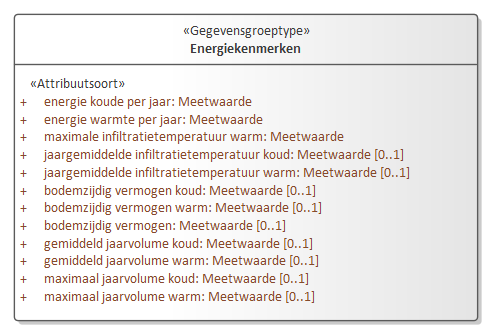 «Gegevensgroeptype»
Energiekenmerken
«Attribuutsoort»
+ energie koude per jaar: Meetwaarde
+ energie warmte per jaar: Meetwaarde
+ maximale infiltratietemperatuur warm: Meetwaarde
+ jaargemiddelde infiltratietemperatuur koud: Meetwaarde [0..1]
+ jaargemiddelde infiltratietemperatuur warm: Meetwaarde [0..1]
+ bodemzijdig vermogen koud: Meetwaarde [0..1]
+ bodemzijdig vermogen warm: Meetwaarde [0..1]
+ bodemzijdig vermogen: Meetwaarde [0..1]
+ gemiddeld jaarvolume koud: Meetwaarde [0..1]
+ gemiddeld jaarvolume warm: Meetwaarde [0..1]
+ maximaal jaarvolume koud: Meetwaarde [0..1]
+ maximaal jaarvolume warm: Meetwaarde [0..1]